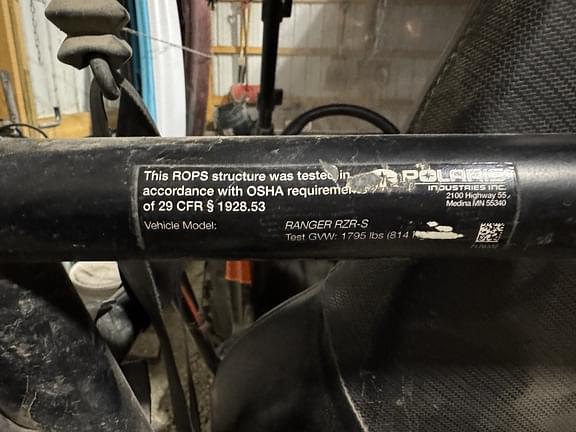 This ROPS structure was tested in
accordance with OSHA
of 29 CFR § 1928.53
Vehicle Model: RANGER RZR-S
Test GVW: 1795 lbs (814
POLARIS
INDUSTRIES INC.
2100 Highway 55,
Medina MN 55340